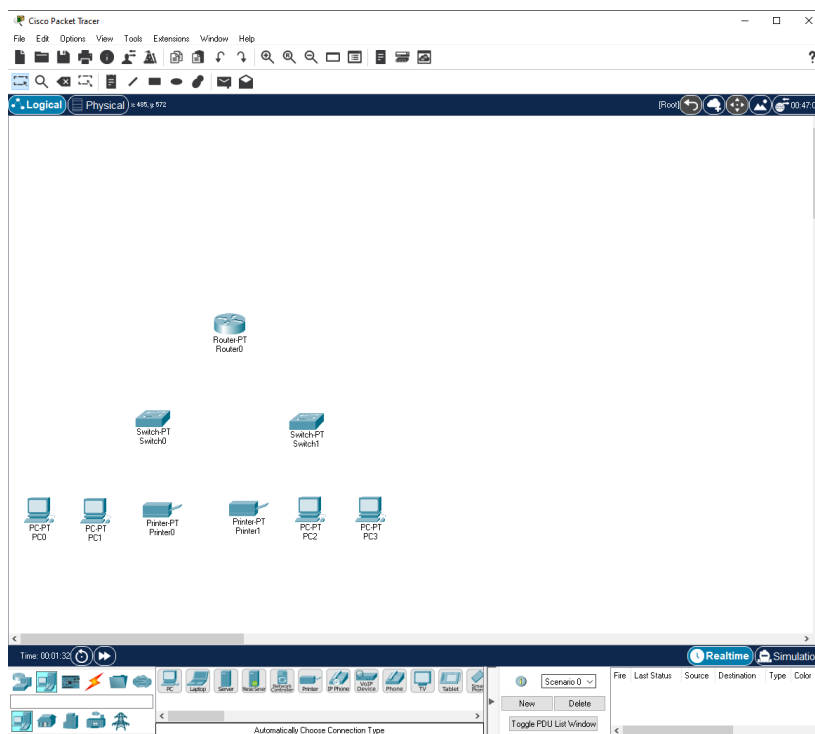 Cisco Packet Tracer
File Edit Options View Tools Extensions Window Help
?
Logical Physical x: 485, y: 572 [Root] 00:47:0
Router-PT
Router0
Switch-PT
Switch0
Switch-PT
Switch1
PC-PT
PC0
PC-PT
PC1
Printer-PT
Printer0
Printer-PT
Printer1
PC-PT
PC2
PC-PT
PC3
Time: 00:01:32 Realtime Simulatio
PC Laptop Server Printer IP Phone VoIP Device Phone TV Tablet
Scenario 0
New Delete
Toggle PDU List Window
Fire Last Status Source Destination Type Color
Automatically Choose Connection Type